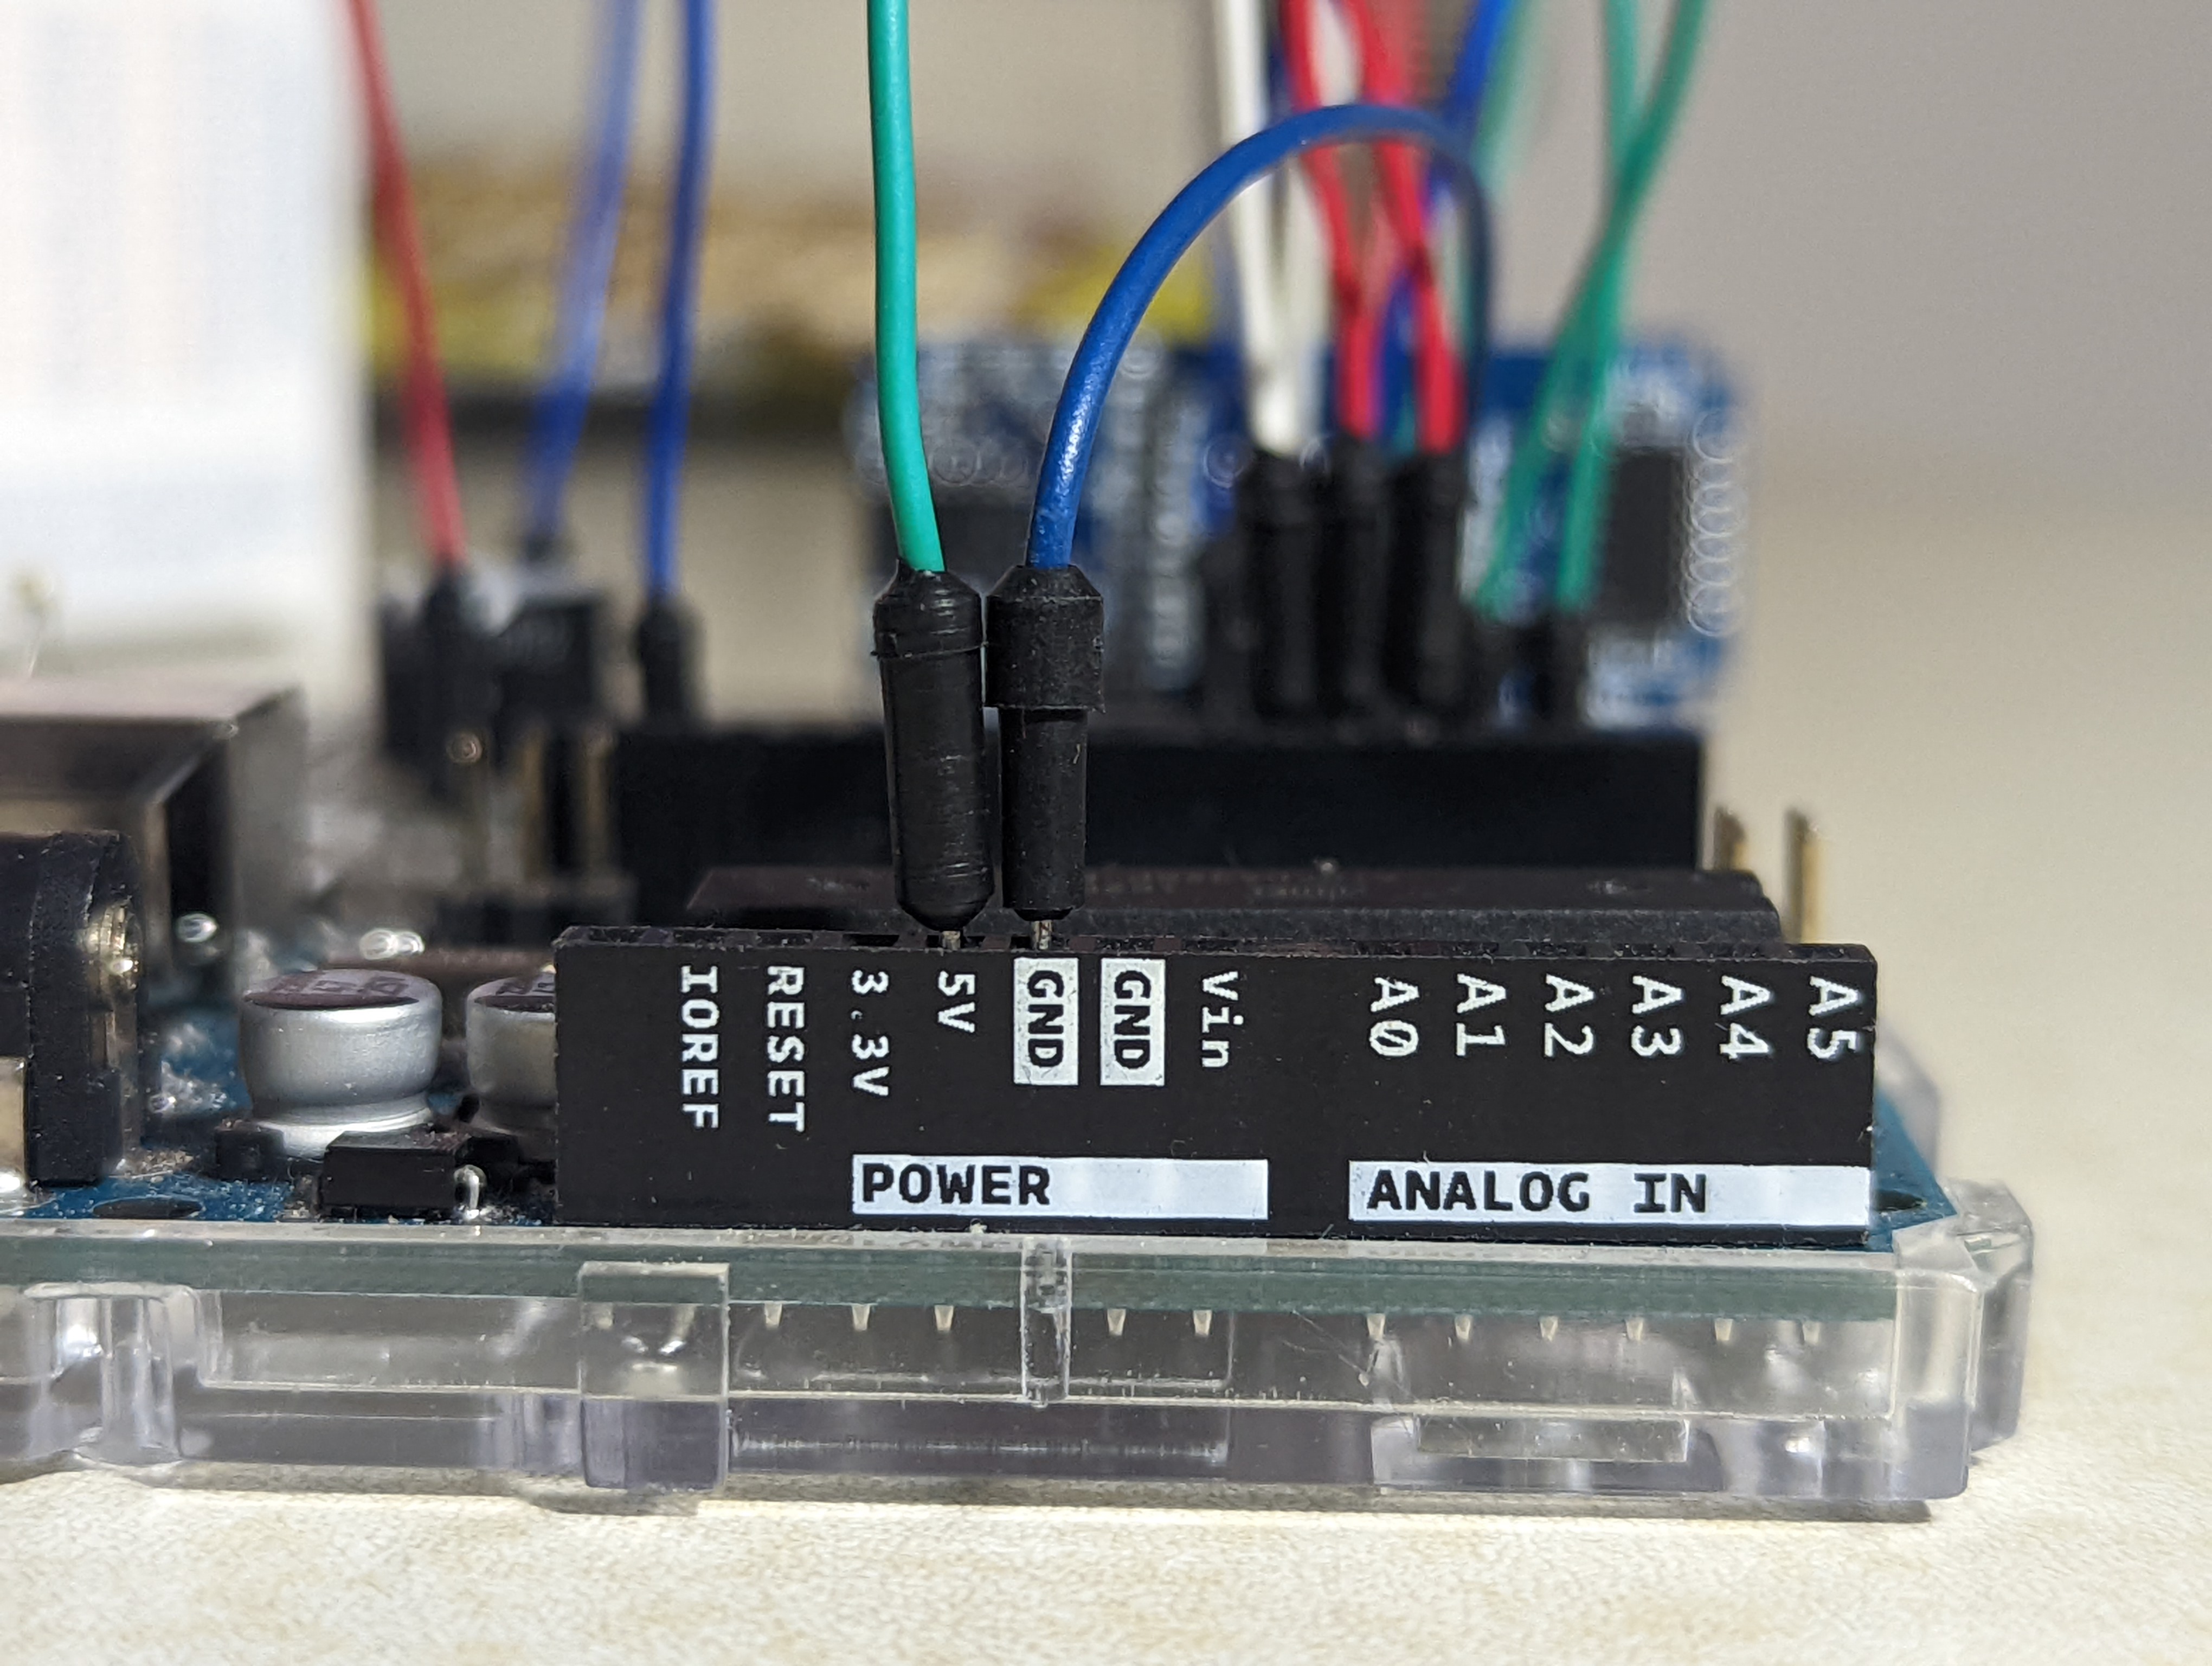 IOREF
RESET
3.3V
5V
GND
GND
Vin
A0
A1
A2
A3
A4
A5
POWER
ANALOG IN